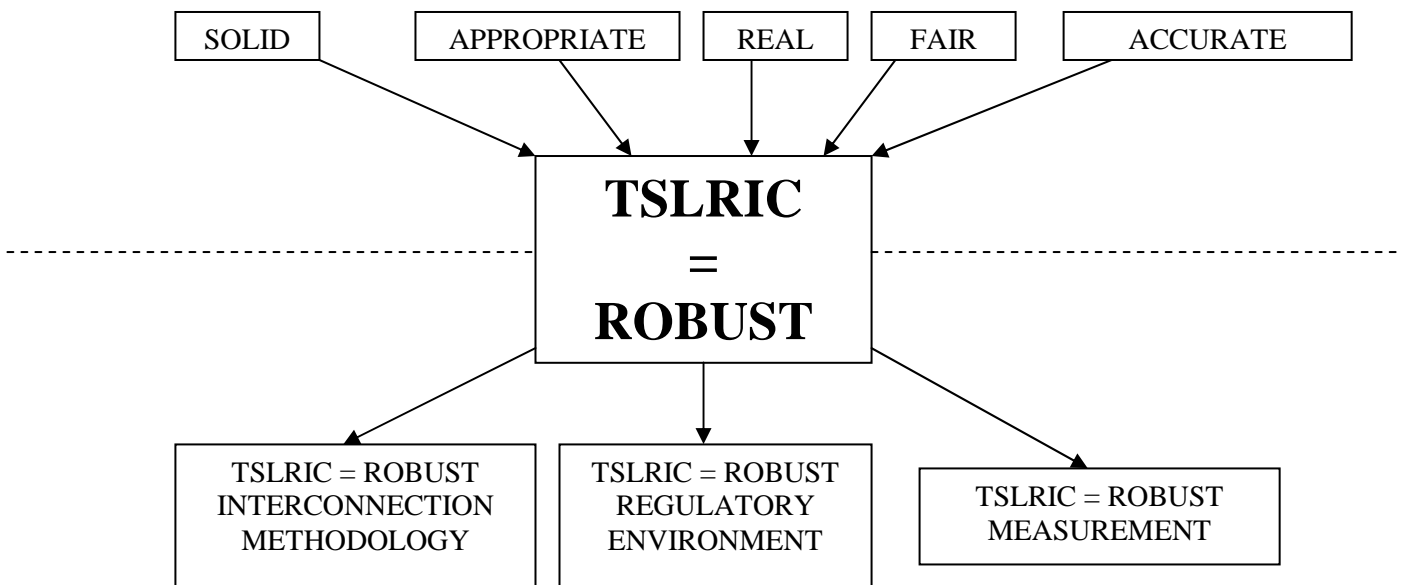 SOLID
APPROPRIATE
REAL
FAIR
ACCURATE
TSLRIC
=
ROBUST
TSLRIC = ROBUST
INTERCONNECTION
METHODOLOGY
TSLRIC = ROBUST
REGULATORY
ENVIRONMENT
TSLRIC = ROBUST
MEASUREMENT